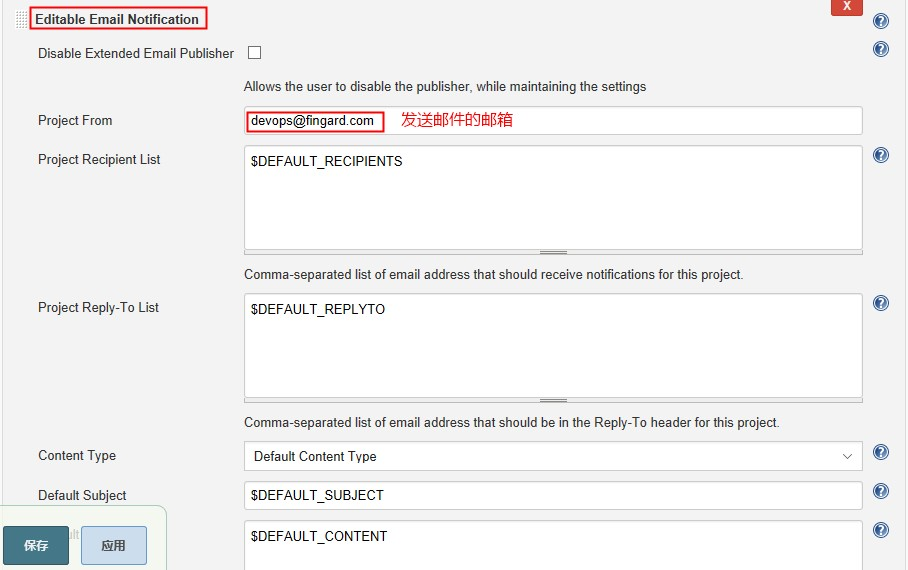 Editable Email Notification
X
Disable Extended Email Publisher
Allows the user to disable the publisher, while maintaining the settings
Project From
devops@fingard.com 发送邮件的邮箱
Project Recipient List
$DEFAULT_RECIPIENTS
Comma-separated list of email address that should receive notifications for this project.
Project Reply-To List
$DEFAULT_REPLYTO
Comma-separated list of email address that should be in the Reply-To header for this project.
Content Type
Default Content Type
Default Subject
$DEFAULT_SUBJECT
$DEFAULT_CONTENT
保存
应用